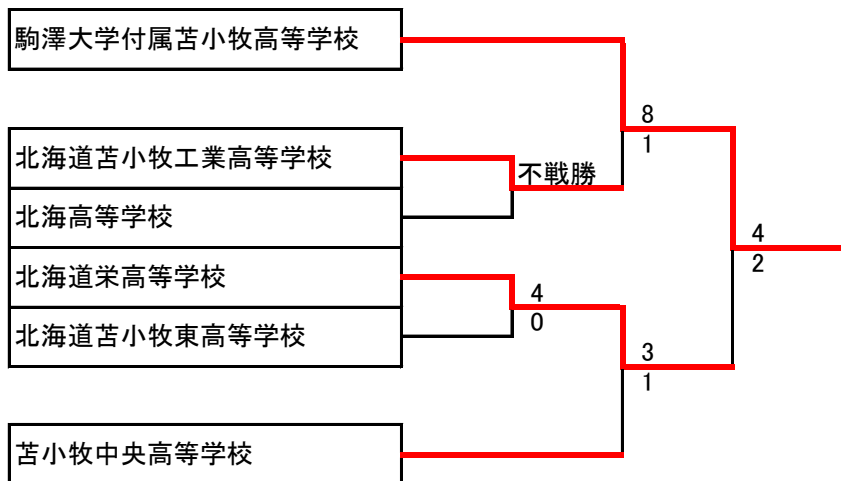 駒澤大学付属苫小牧高等学校
8
1
北海道苫小牧工業高等学校
不戦勝
北海高等学校
4
2
北海道栄高等学校
4
0
北海道苫小牧東高等学校
3
1
苫小牧中央高等学校